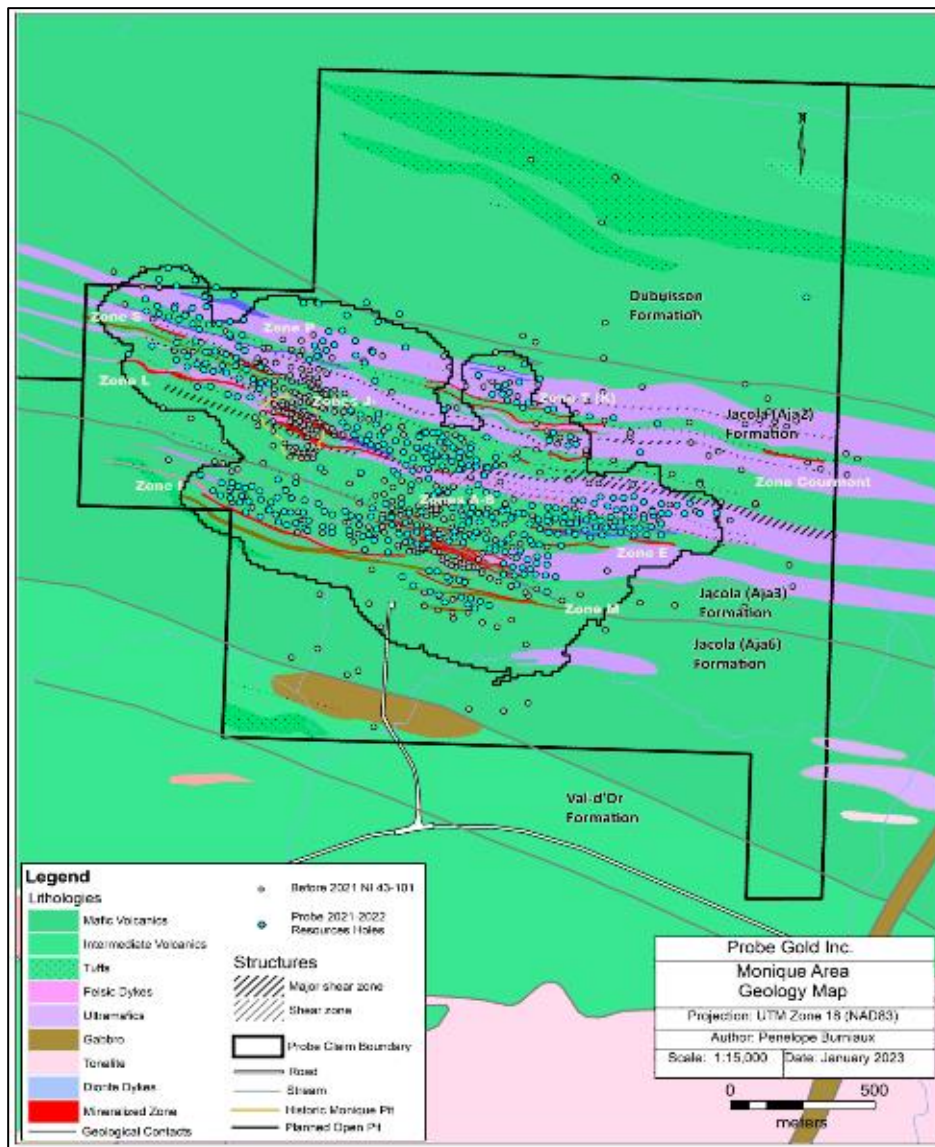 N
Dubuisson
Formation
Zone S
Zone P
Zone L
Zones J
Zone T (K)
Jacola (Aja2)
Formation
Zone Courmont
Zone I
Zones A-B
Zone E
Jacola (Aja3)
Formation
Zone M
Jacola (Aja6)
Formation
Val-d'Or
Formation
Legend
Lithologies
Mafic Volcanics
Intermediate Volcanics
Tuffs
Felsic Dykes
Ultramafics
Gabbro
Tonalite
Diorite Dykes
Mineralized Zone
Geological Contacts
Before 2021 NI 43-101
Probe 2021-2022
Resources Holes
Structures
Major shear zone
Shear zone
Probe Claim Boundary
Road
Stream
Historic Monique Pit
Planned Open Pit
Probe Gold Inc.
Monique Area
Geology Map
Projection: UTM Zone 18 (NAD83)
Author: Penelope Burniaux
Scale: 1:15,000 Date: January 2023
0 500
meters